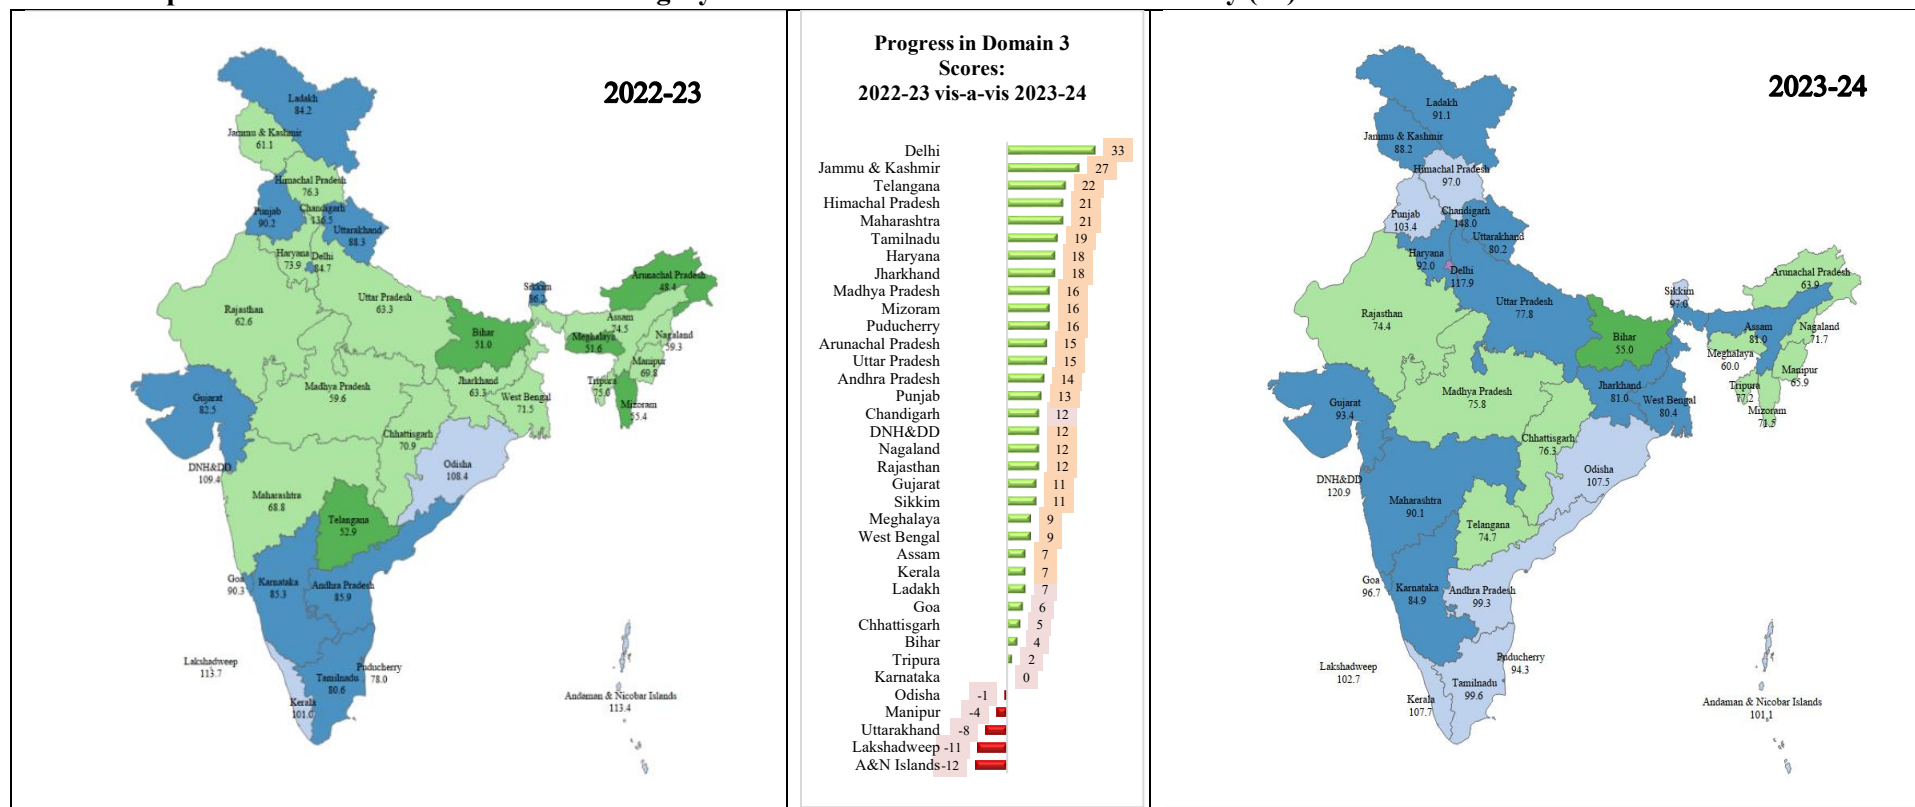 2022-23
Ladakh
84.2
Jammu & Kashmir
61.1
Himachal Pradesh
76.3
Punjab
90.2
Chandigarh
136.5
Uttarakhand
88.3
Haryana
73.9
Delhi
84.7
Rajasthan
62.6
Uttar Pradesh
63.3
Sikkim
86.2
Arunachal Pradesh
48.4
Assam
74.5
Nagaland
59.3
Meghalaya
51.6
Manipur
69.8
Tripura
75.0
Mizoram
55.4
Bihar
51.0
Jharkhand
63.3
West Bengal
71.5
Gujarat
82.5
Madhya Pradesh
59.6
Chhattisgarh
70.9
Odisha
108.4
DNH&DD
109.4
Maharashtra
68.8
Telangana
52.9
Goa
90.3
Karnataka
85.3
Andhra Pradesh
85.9
Lakshadweep
113.7
Kerala
101.0
Tamilnadu
80.6
Puducherry
78.0
Andaman & Nicobar Islands
113.4
Progress in Domain 3
Scores:
2022-23 vis-a-vis 2023-24
Delhi 33
Jammu & Kashmir 27
Telangana 22
Himachal Pradesh 21
Maharashtra 21
Tamilnadu 19
Haryana 18
Jharkhand 18
Madhya Pradesh 16
Mizoram 16
Puducherry 16
Arunachal Pradesh 15
Uttar Pradesh 15
Andhra Pradesh 14
Punjab 13
Chandigarh 12
DNH&DD 12
Nagaland 12
Rajasthan 12
Gujarat 11
Sikkim 11
Meghalaya 9
West Bengal 9
Assam 7
Kerala 7
Ladakh 7
Goa 6
Chhattisgarh 5
Bihar 4
Tripura 2
Karnataka 0
Odisha -1
Manipur -4
Uttarakhand -8
Lakshadweep -11
A&N Islands -12
2023-24
Ladakh
91.1
Jammu & Kashmir
88.2
Himachal Pradesh
97.0
Punjab
103.4
Chandigarh
148.0
Uttarakhand
80.2
Haryana
92.0
Delhi
117.9
Rajasthan
74.4
Uttar Pradesh
77.8
Sikkim
97.0
Arunachal Pradesh
63.9
Assam
81.0
Nagaland
71.7
Meghalaya
60.0
Manipur
65.9
Tripura
77.2
Mizoram
71.5
Bihar
55.0
Jharkhand
81.0
West Bengal
80.4
Gujarat
93.4
Madhya Pradesh
75.8
Chhattisgarh
76.3
Odisha
107.5
DNH&DD
120.9
Maharashtra
90.1
Telangana
74.7
Goa
96.7
Karnataka
84.9
Andhra Pradesh
99.3
Lakshadweep
102.7
Kerala
107.7
Tamilnadu
99.6
Puducherry
94.3
Andaman & Nicobar Islands
101.1